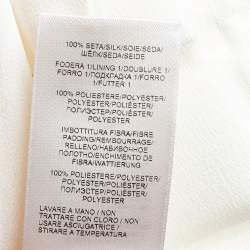 100% SETA/SILK/SOIE/SEDA/
ШЁЛК/SEIDE
FODERA 1/LINING 1/DOUBLURE 1/
FORRO 1/ПОДКЛАДКА 1/FORRO
1/FUTTER 1
100% POLIESTERE/POLYESTER/
POLYESTER/POLIÉSTER/
ПОЛИЭСТЕР/POLIÉSTER/
POLYESTER
IMBOTTITURA FIBRA/FIBRE
PADDING/REMBOURRAGE/
RELLENO/НАБИВОЧНОЕ
ПОЛОТНО/ENCHIMENTO DE
FIBRA/WATTIERUNG
100% POLIESTERE/POLYESTER/
POLYESTER/POLIÉSTER/
ПОЛИЭСТЕР/POLIÉSTER/
POLYESTER
LAVARE A MANO / NON
TRATTARE CON CLORO / NON
USARE ASCIUGATRICE /
STIRARE A TEMPERATURA